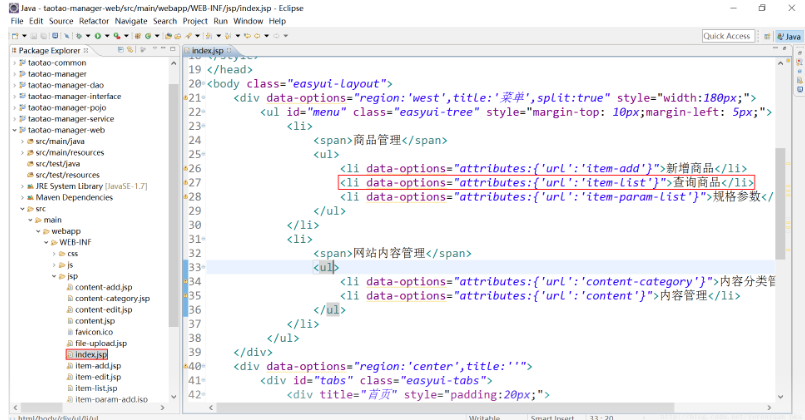 Java - taotao-manager-web/src/main/webapp/WEB-INF/jsp/index.jsp - Eclipse
File Edit Source Refactor Navigate Search Project Run Window Help
Quick Access
Java
Package Explorer
taotao-common
taotao-manager
taotao-manager-dao
taotao-manager-interface
taotao-manager-pojo
taotao-manager-service
taotao-manager-web
src/main/java
src/main/resources
src/test/java
src/test/resources
JRE System Library [JavaSE-1.7]
Maven Dependencies
src
main
webapp
WEB-INF
css
js
jsp
content-add.jsp
content-category.jsp
content-edit.jsp
content.jsp
favicon.ico
file-upload.jsp
index.jsp
item-add.jsp
item-edit.jsp
item-list.jsp
item-param-add.jsp
index.jsp
18 </style>
19 </head>
20 <body class="easyui-layout">
21 <div data-options="region:'west',title:'菜单',split:true" style="width:180px;">
22 <ul id="menu" class="easyui-tree" style="margin-top: 10px;margin-left: 5px;">
23 <li>
24 <span>商品管理</span>
25 <ul>
26 <li data-options="attributes:{'url':'item-add'}">新增商品</li>
27 <li data-options="attributes:{'url':'item-list'}">查询商品</li>
28 <li data-options="attributes:{'url':'item-param-list'}">规格参数</
29 </ul>
30 </li>
31 <li>
32 <span>网站内容管理</span>
33 <ul>
34 <li data-options="attributes:{'url':'content-category'}">内容分类管
35 <li data-options="attributes:{'url':'content'}">内容管理</li>
36 </ul>
37 </li>
38 </ul>
39 </div>
40 <div data-options="region:'center',title:''">
41 <div id="tabs" class="easyui-tabs">
42 <div title="首页" style="padding:20px;">
html/body/div/ul/li/ul
Writable
Smart Insert
33 : 20